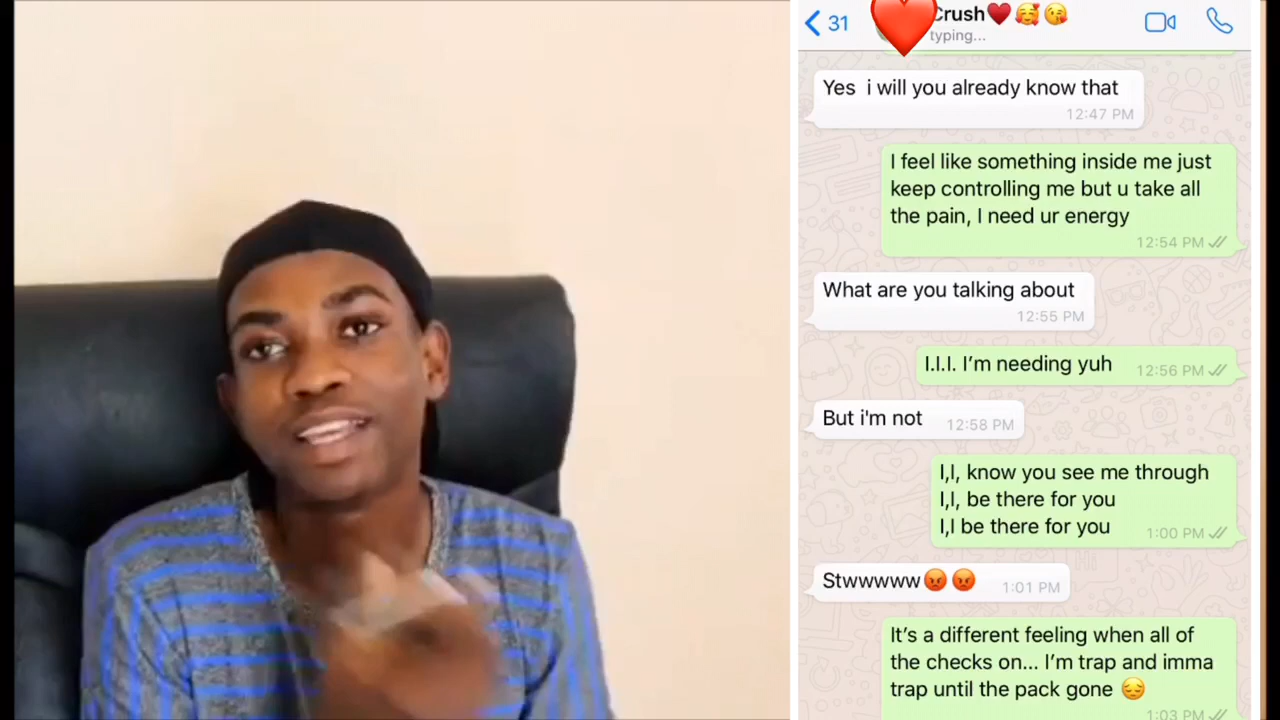 31
Crush♥️🥰😘
typing...
Yes i will you already know that
12:47 PM
I feel like something inside me just
keep controlling me but u take all
the pain, I need ur energy
12:54 PM
What are you talking about
12:55 PM
I.I.I. I’m needing yuh
12:56 PM
But i'm not
12:58 PM
I,I, know you see me through
I,I, be there for you
I,I be there for you
1:00 PM
Stwwwww😡😡
1:01 PM
It’s a different feeling when all of
the checks on... I’m trap and imma
trap until the pack gone 😔
1:03 PM